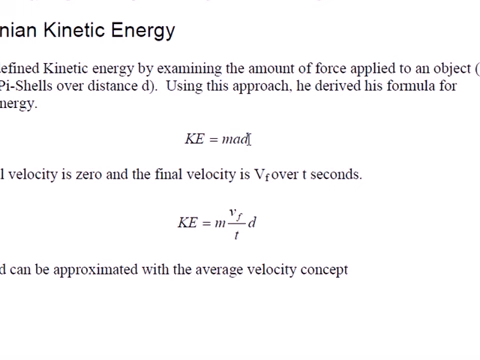 nian Kinetic Energy
efined Kinetic energy by examining the amount of force applied to an object (
Pi-Shells over distance d). Using this approach, he derived his formula for
nergy.
KE = mad
l velocity is zero and the final velocity is Vf over t seconds.
KE = m vf/t d
d can be approximated with the average velocity concept